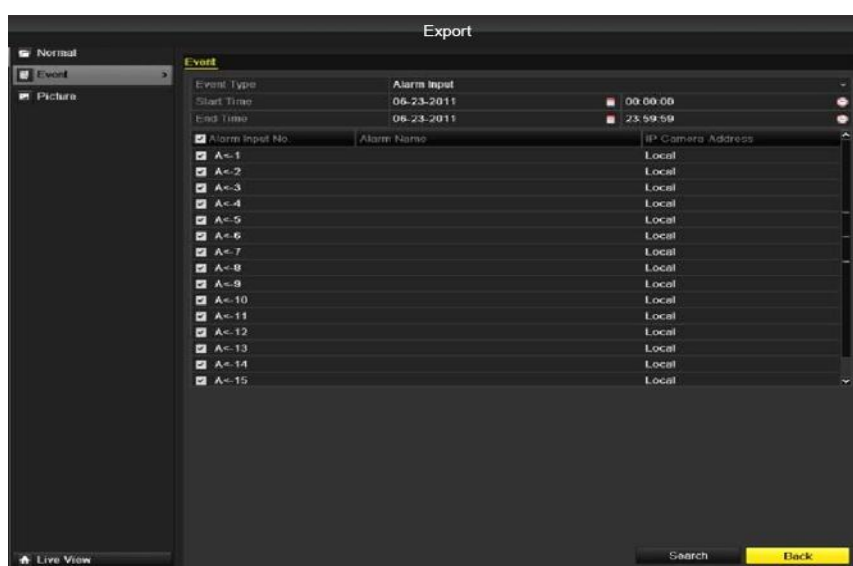 Export
Normal
Event
Picture
Event
Event Type Alarm Input
Start Time 06-23-2011 00:00:00
End Time 06-23-2011 23:59:59
Alarm Input No. Alarm Name IP Camera Address
A<-1 Local
A<-2 Local
A<-3 Local
A<-4 Local
A<-5 Local
A<-6 Local
A<-7 Local
A<-8 Local
A<-9 Local
A<-10 Local
A<-11 Local
A<-12 Local
A<-13 Local
A<-14 Local
A<-15 Local
Live View
Search Back